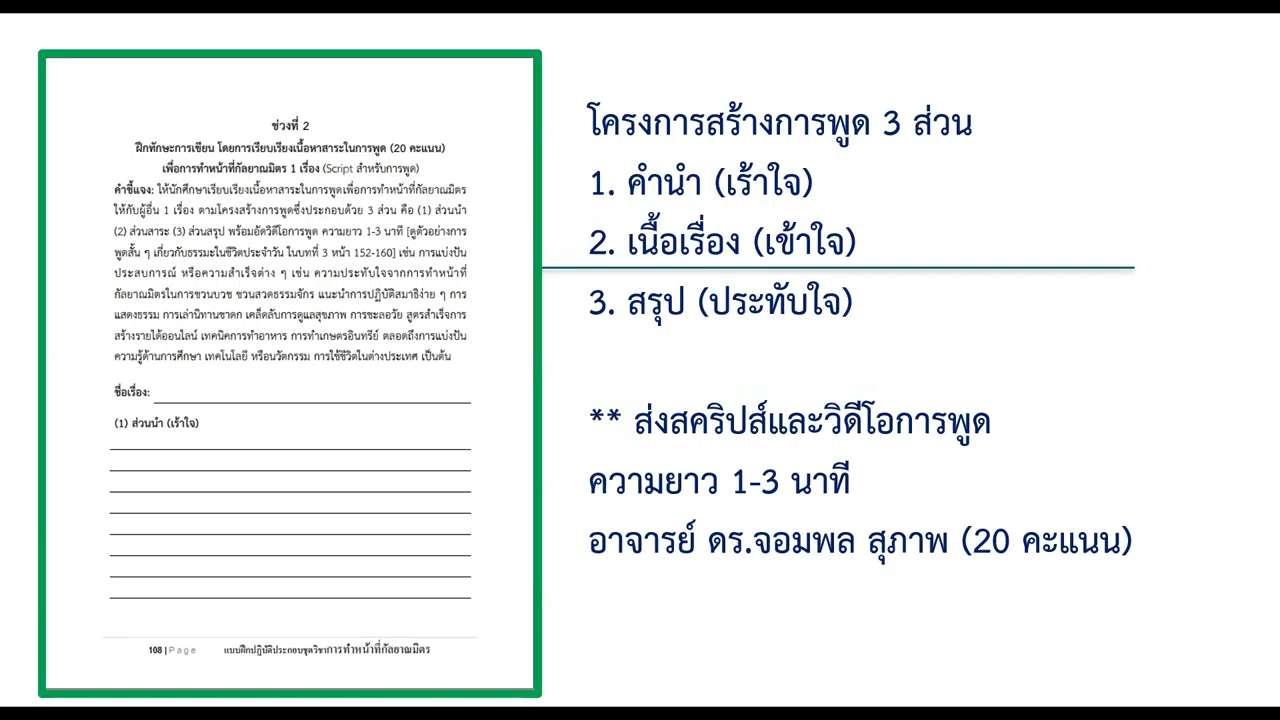 ช่วงที่ 2
ฝึกทักษะการเขียน โดยการเรียบเรียงเนื้อหาสาระในการพูด (20 คะแนน)
เพื่อการทำหน้าที่กัลยาณมิตร 1 เรื่อง (Script สำหรับการพูด)
คำชี้แจง: ให้นักศึกษาเรียบเรียงเนื้อหาสาระในการพูดเพื่อการทำหน้าที่กัลยาณมิตร
ให้กับผู้อื่น 1 เรื่อง ตามโครงสร้างการพูดซึ่งประกอบด้วย 3 ส่วน คือ (1) ส่วนนำ
(2) ส่วนสาระ (3) ส่วนสรุป พร้อมอัดวิดีโอการพูด ความยาว 1-3 นาที [ดูตัวอย่างการ
พูดสั้น ๆ เกี่ยวกับธรรมะในชีวิตประจำวัน ในบทที่ 3 หน้า 152-160] เช่น การแบ่งปัน
ประสบการณ์ หรือความสำเร็จต่าง ๆ เช่น ความประทับใจจากการทำหน้าที่
กัลยาณมิตรในการชวนบวช ชวนสวดธรรมจักร แนะนำการปฏิบัติสมาธิง่าย ๆ การ
แสดงธรรม การเล่านิทานชาดก เคล็ดลับการดูแลสุขภาพ การชะลอวัย สูตรสำเร็จการ
สร้างรายได้ออนไลน์ เทคนิคการทำอาหาร การทำเกษตรอินทรีย์ ตลอดถึงการแบ่งปัน
ความรู้ด้านการศึกษา เทคโนโลยี หรือนวัตกรรม การใช้ชีวิตในต่างประเทศ เป็นต้น
ชื่อเรื่อง:
(1) ส่วนนำ (เร้าใจ)
108 | Page แบบฝึกปฏิบัติประกอบชุดวิชาการทำหน้าที่กัลยาณมิตร
โครงการสร้างการพูด 3 ส่วน
1. คำนำ (เร้าใจ)
2. เนื้อเรื่อง (เข้าใจ)
3. สรุป (ประทับใจ)
** ส่งสคริปส์และวิดีโอการพูด
ความยาว 1-3 นาที
อาจารย์ ดร.จอมพล สุภาพ (20 คะแนน)